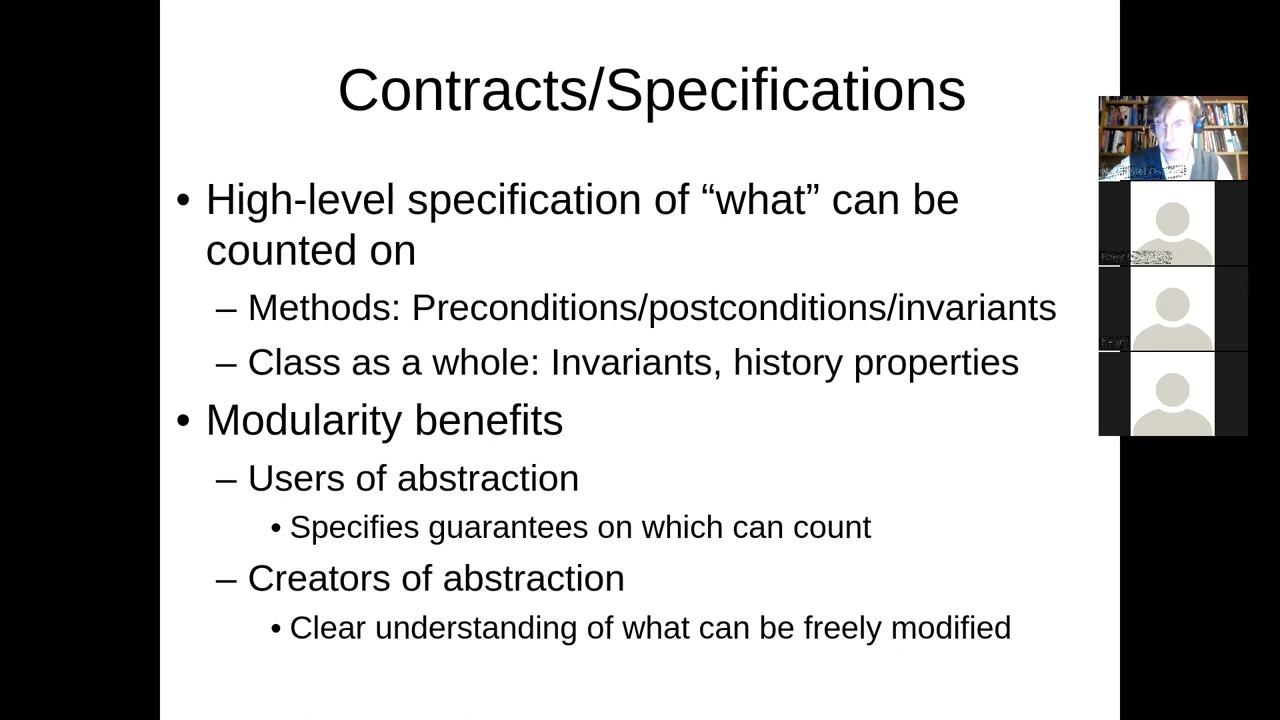 Contracts/Specifications
• High-level specification of “what” can be
counted on
– Methods: Preconditions/postconditions/invariants
– Class as a whole: Invariants, history properties
• Modularity benefits
– Users of abstraction
• Specifies guarantees on which can count
– Creators of abstraction
• Clear understanding of what can be freely modified